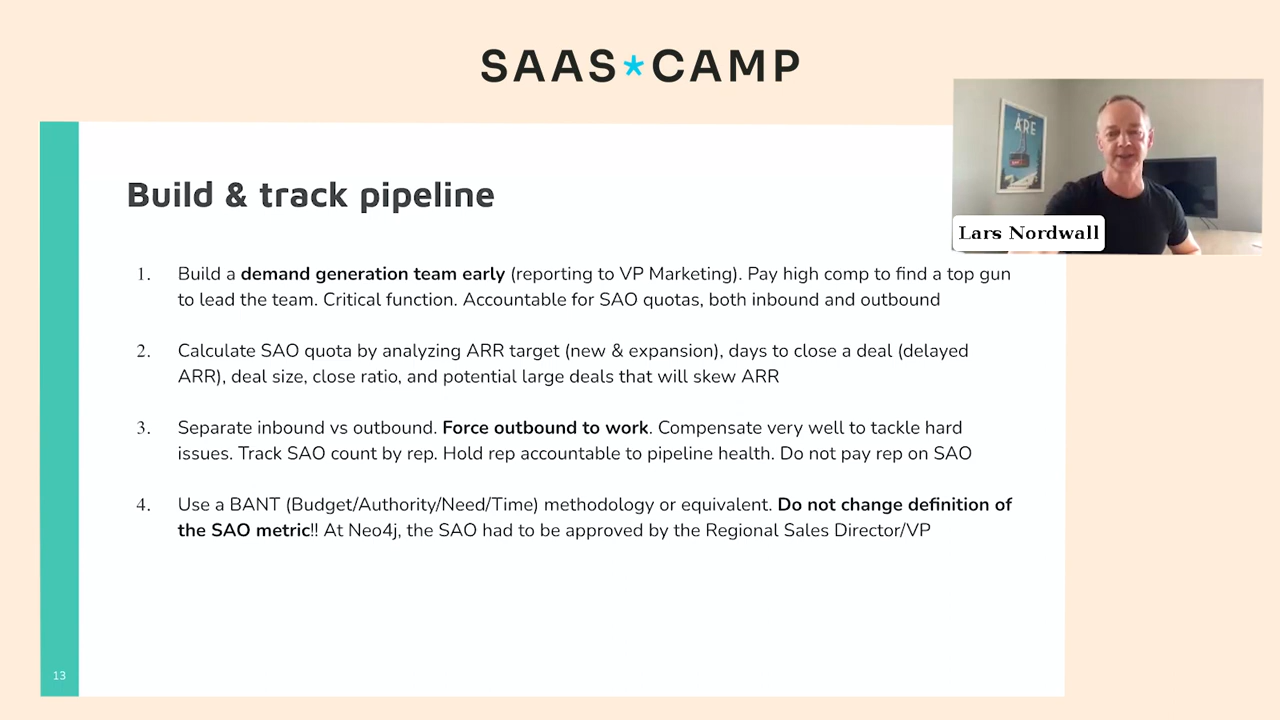 SAAS*CAMP
ÅRE
Lars Nordwall
Build & track pipeline
1. Build a demand generation team early (reporting to VP Marketing). Pay high comp to find a top gun
to lead the team. Critical function. Accountable for SAO quotas, both inbound and outbound
2. Calculate SAO quota by analyzing ARR target (new & expansion), days to close a deal (delayed
ARR), deal size, close ratio, and potential large deals that will skew ARR
3. Separate inbound vs outbound. Force outbound to work. Compensate very well to tackle hard
issues. Track SAO count by rep. Hold rep accountable to pipeline health. Do not pay rep on SAO
4. Use a BANT (Budget/Authority/Need/Time) methodology or equivalent. Do not change definition of
the SAO metric!! At Neo4j, the SAO had to be approved by the Regional Sales Director/VP
13